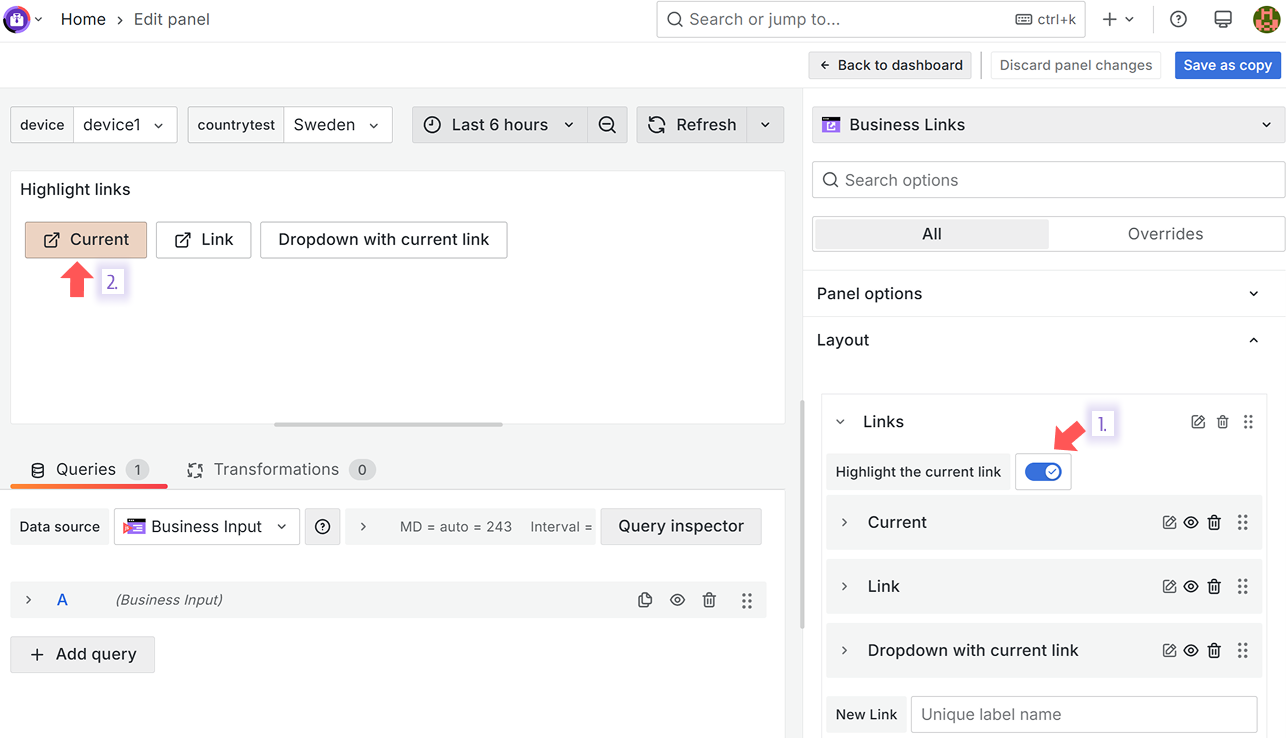 Home > Edit panel
Search or jump to...
ctrl+k
Back to dashboard
Discard panel changes
Save as copy
device
device1
countrytest
Sweden
Last 6 hours
Refresh
Highlight links
Current
Link
Dropdown with current link
2.
Queries 1
Transformations 0
Data source
Business Input
MD = auto = 243
Interval =
Query inspector
A
(Business Input)
+ Add query
Business Links
Search options
All
Overrides
Panel options
Layout
Links
1.
Highlight the current link
Current
Link
Dropdown with current link
New Link
Unique label name